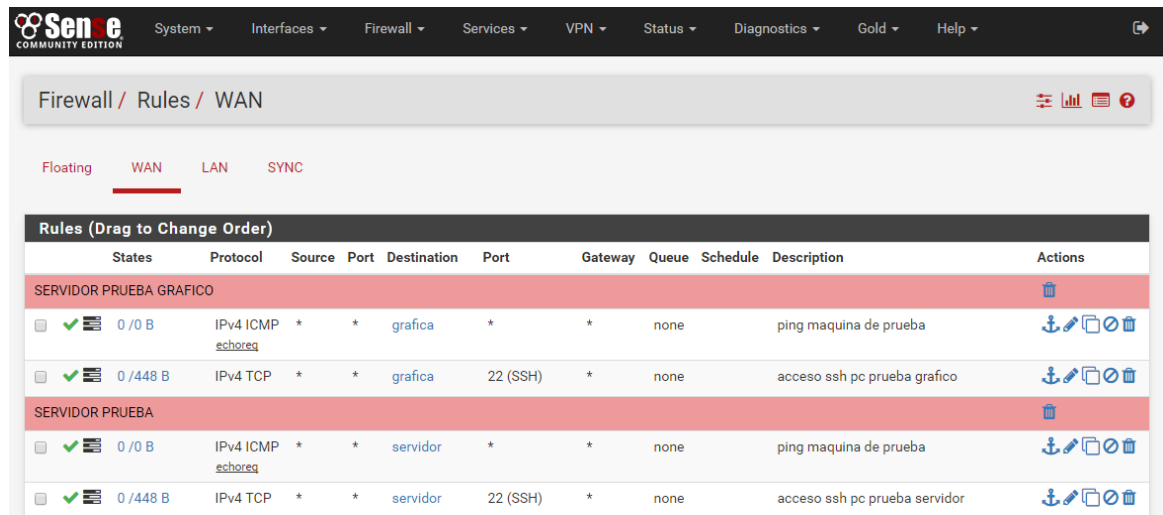 Sense
COMMUNITY EDITION
System Interfaces Firewall Services VPN Status Diagnostics Gold Help
Firewall / Rules / WAN
Floating WAN LAN SYNC
Rules (Drag to Change Order)
States Protocol Source Port Destination Port Gateway Queue Schedule Description Actions
SERVIDOR PRUEBA GRAFICO
0 /0 B IPv4 ICMP * * grafica * * none ping maquina de prueba
echoreq
0 /448 B IPv4 TCP * * grafica 22 (SSH) * none acceso ssh pc prueba grafico
SERVIDOR PRUEBA
0 /0 B IPv4 ICMP * * servidor * * none ping maquina de prueba
echoreq
0 /448 B IPv4 TCP * * servidor 22 (SSH) * none acceso ssh pc prueba servidor